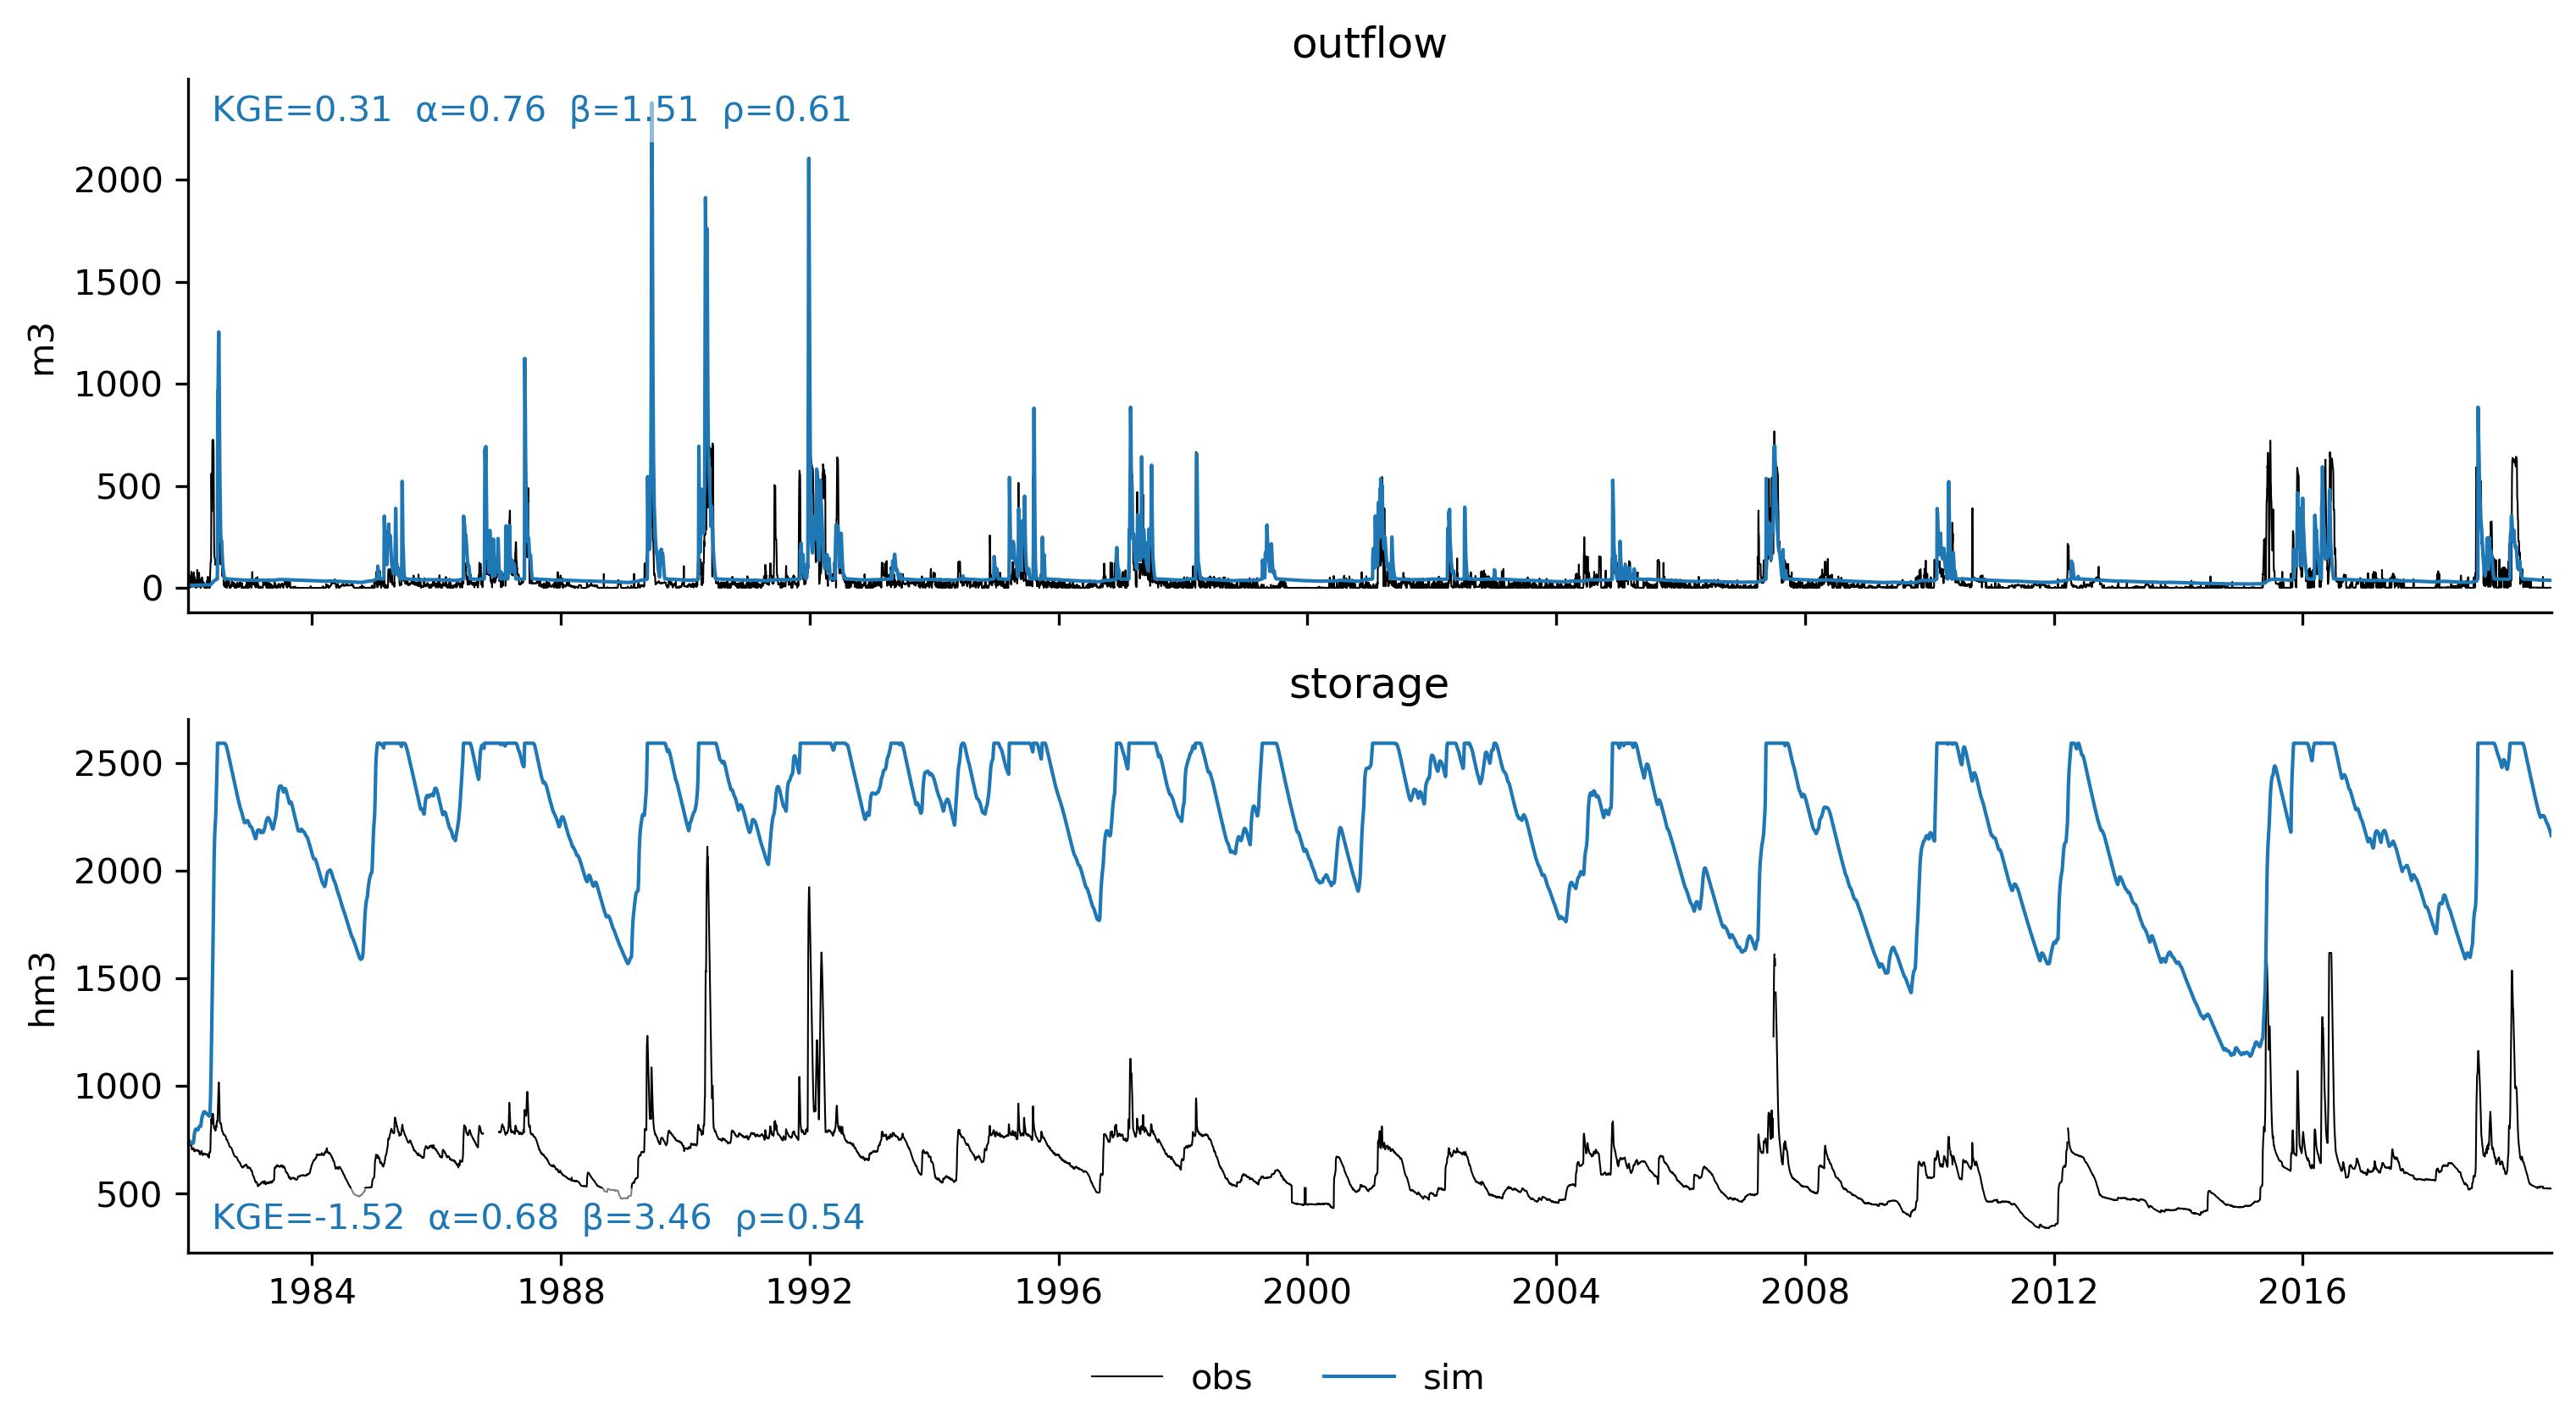 outflow
KGE=0.31 α=0.76 β=1.51 ρ=0.61
2000
1500
1000
500
0
m3
storage
2500
2000
1500
1000
500
hm3
KGE=-1.52 α=0.68 β=3.46 ρ=0.54
1984 1988 1992 1996 2000 2004 2008 2012 2016
obs sim